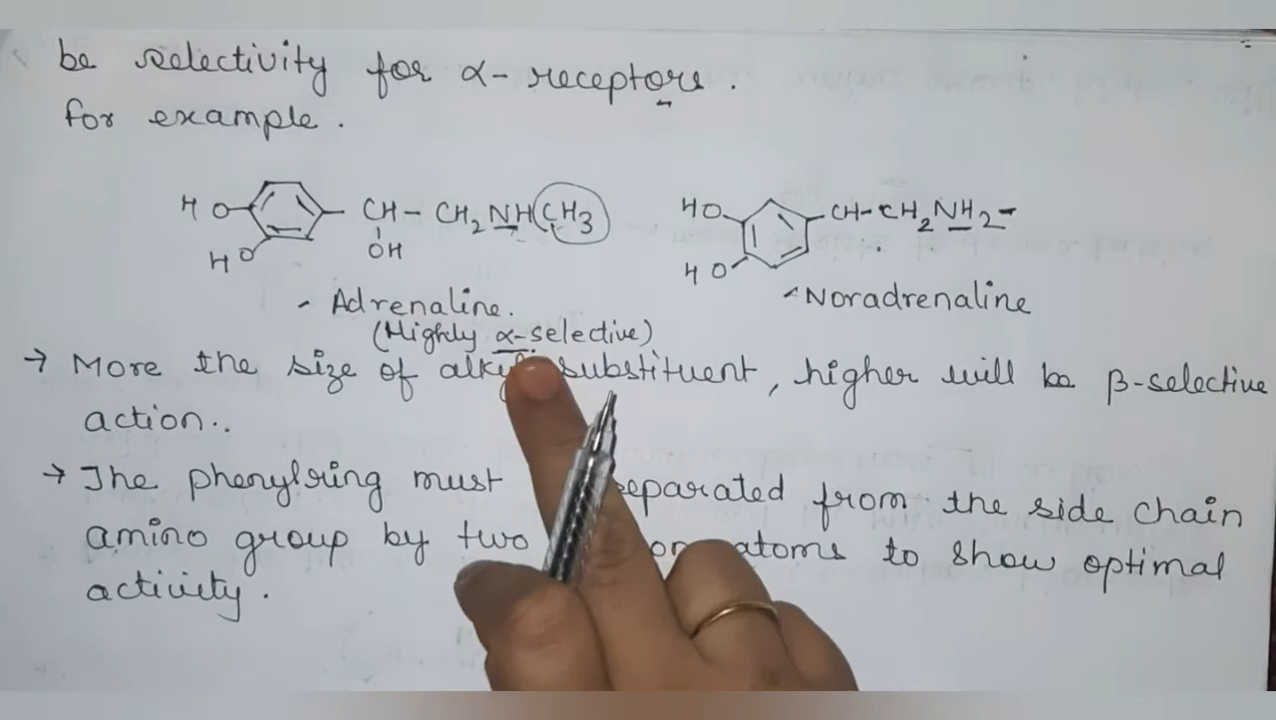 be selectivity for α-receptors.
for example.
HO
HO
CH - CH2 NH CH3
OH
HO
HO
CH-CH2NH2-
- Adrenaline.
(Highly α-selective)
Noradrenaline
→ More the size of substituent, higher will be β-selective
action..
→ The phenylring must separated from the side chain
amino group by two atoms to show optimal
activity.